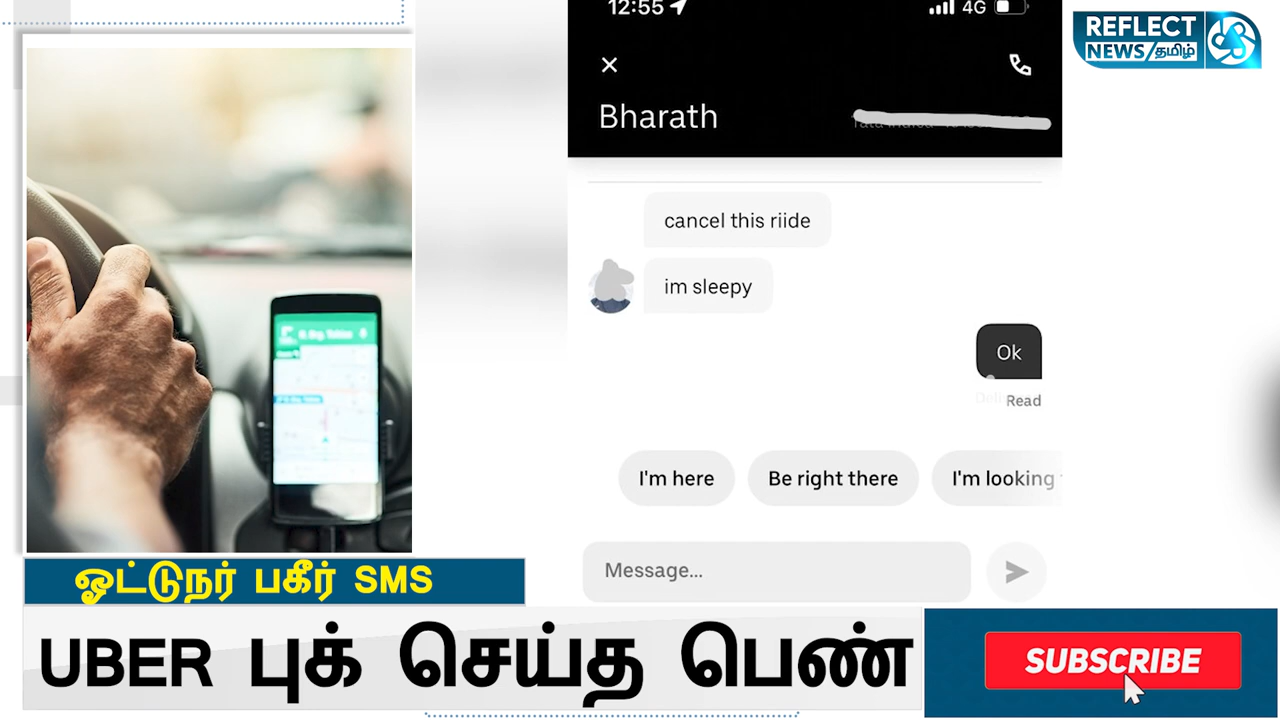 12:55
4G
REFLECT
NEWS/தமிழ்
Bharath
cancel this riide
im sleepy
Ok
Read
I'm here
Be right there
I'm looking
Message...
ஓட்டுநர் பகீர் SMS
UBER புக் செய்த பெண்
SUBSCRIBE